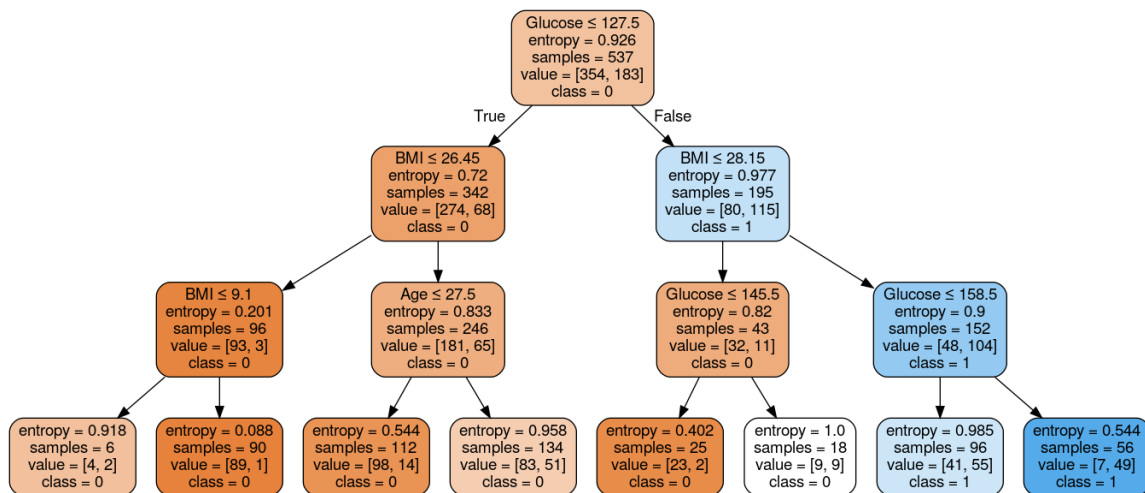 Glucose ≤ 127.5
entropy = 0.926
samples = 537
value = [354, 183]
class = 0
True
False
BMI ≤ 26.45
entropy = 0.72
samples = 342
value = [274, 68]
class = 0
BMI ≤ 28.15
entropy = 0.977
samples = 195
value = [80, 115]
class = 1
BMI ≤ 9.1
entropy = 0.201
samples = 96
value = [93, 3]
class = 0
Age ≤ 27.5
entropy = 0.833
samples = 246
value = [181, 65]
class = 0
Glucose ≤ 145.5
entropy = 0.82
samples = 43
value = [32, 11]
class = 0
Glucose ≤ 158.5
entropy = 0.9
samples = 152
value = [48, 104]
class = 1
entropy = 0.918
samples = 6
value = [4, 2]
class = 0
entropy = 0.088
samples = 90
value = [89, 1]
class = 0
entropy = 0.544
samples = 112
value = [98, 14]
class = 0
entropy = 0.958
samples = 134
value = [83, 51]
class = 0
entropy = 0.402
samples = 25
value = [23, 2]
class = 0
entropy = 1.0
samples = 18
value = [9, 9]
class = 0
entropy = 0.985
samples = 96
value = [41, 55]
class = 1
entropy = 0.544
samples = 56
value = [7, 49]
class = 1